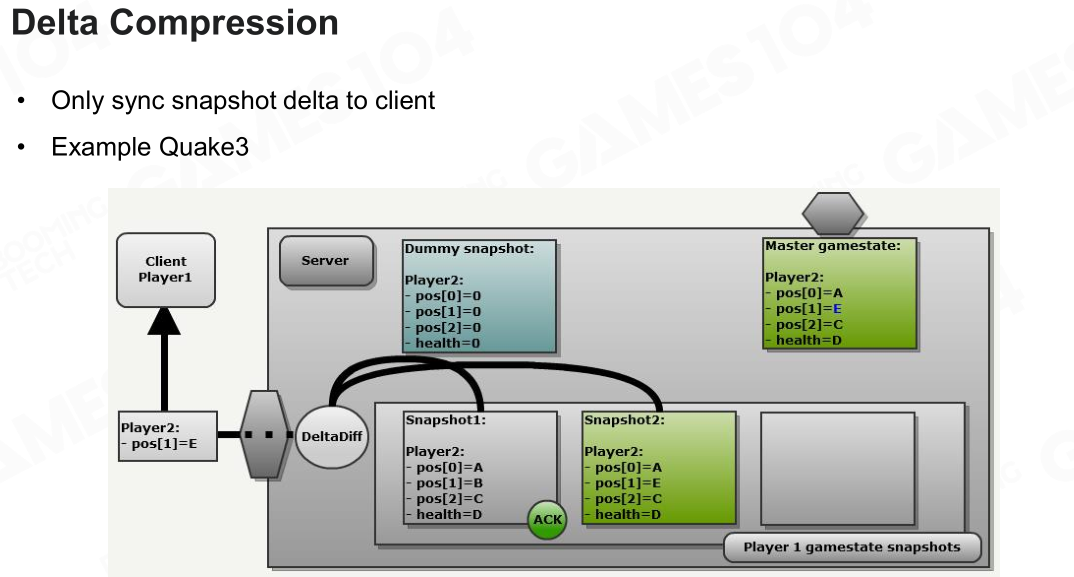 Delta Compression
• Only sync snapshot delta to client
• Example Quake3
Client
Player1
Server
Dummy snapshot:
Player2:
- pos[0]=0
- pos[1]=0
- pos[2]=0
- health=0
Master gamestate:
Player2:
- pos[0]=A
- pos[1]=E
- pos[2]=C
- health=D
Player2:
- pos[1]=E
DeltaDiff
Snapshot1:
Player2:
- pos[0]=A
- pos[1]=B
- pos[2]=C
- health=D
ACK
Snapshot2:
Player2:
- pos[0]=A
- pos[1]=E
- pos[2]=C
- health=D
Player 1 gamestate snapshots
GAMES104